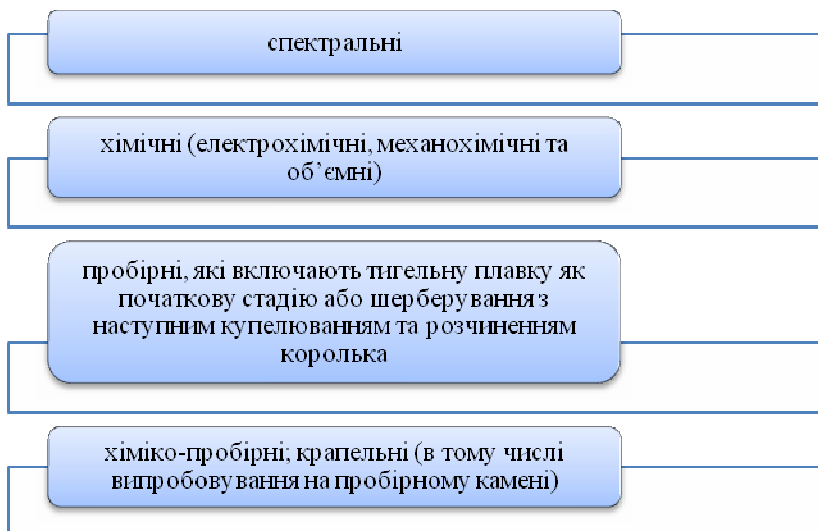 спектральні
хімічні (електрохімічні, механохімічні та
об’ємні)
пробірні, які включають тигельну плавку як
початкову стадію або шерберування з
наступним купелюванням та розчиненням
королька
хіміко-пробірні; крапельні (в тому числі
випробовування на пробірному камені)